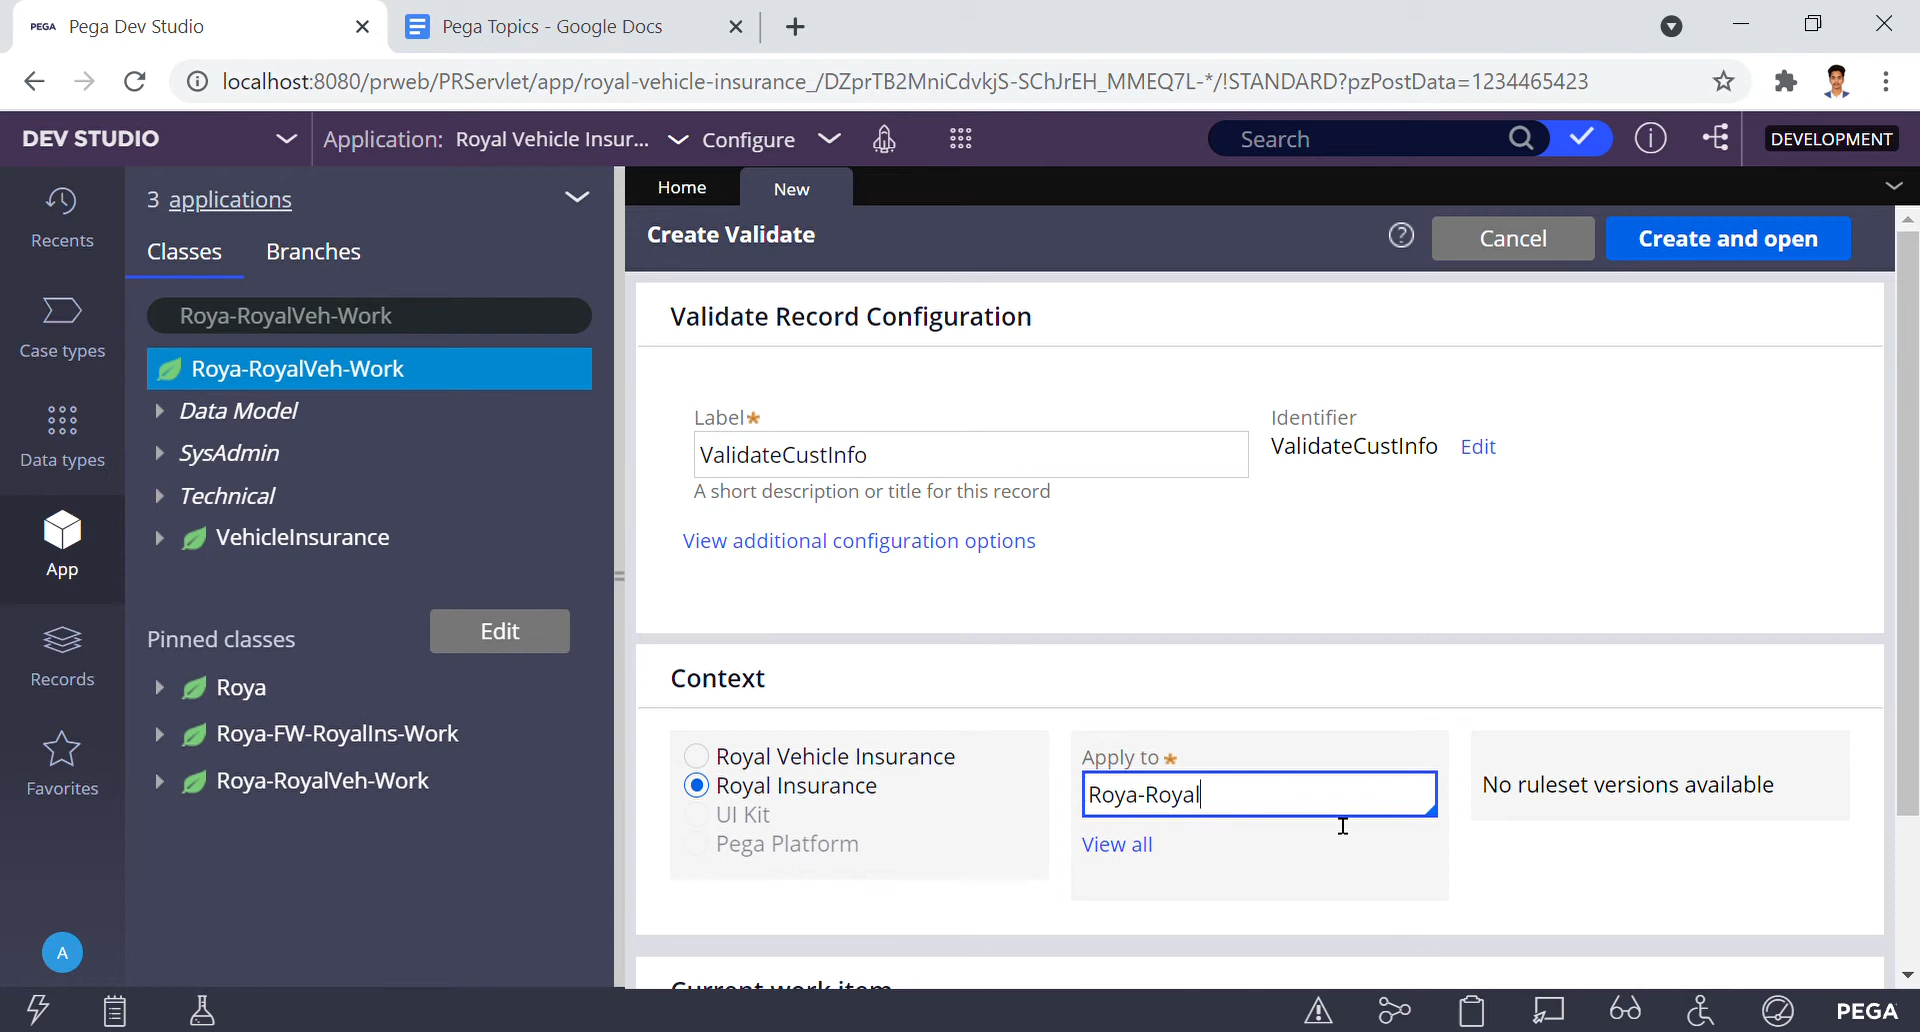 PEGA Pega Dev Studio
Pega Topics - Google Docs
localhost:8080/prweb/PRServlet/app/royal-vehicle-insurance_/DZprTB2MniCdvkjS-SChJrEH_MMEQ7L-*/!STANDARD?pzPostData=1234465423
DEV STUDIO
Application: Royal Vehicle Insur...
Configure
Search
DEVELOPMENT
Recents
Case types
Data types
App
Records
Favorites
A
3 applications
Classes
Branches
Roya-RoyalVeh-Work
Roya-RoyalVeh-Work
Data Model
SysAdmin
Technical
VehicleInsurance
Pinned classes
Edit
Roya
Roya-FW-RoyalIns-Work
Roya-RoyalVeh-Work
Home
New
Create Validate
Cancel
Create and open
Validate Record Configuration
Label*
ValidateCustInfo
A short description or title for this record
Identifier
ValidateCustInfo Edit
View additional configuration options
Context
Royal Vehicle Insurance
Royal Insurance
UI Kit
Pega Platform
Apply to *
Roya-Royal
View all
No ruleset versions available
Current work item
PEGA